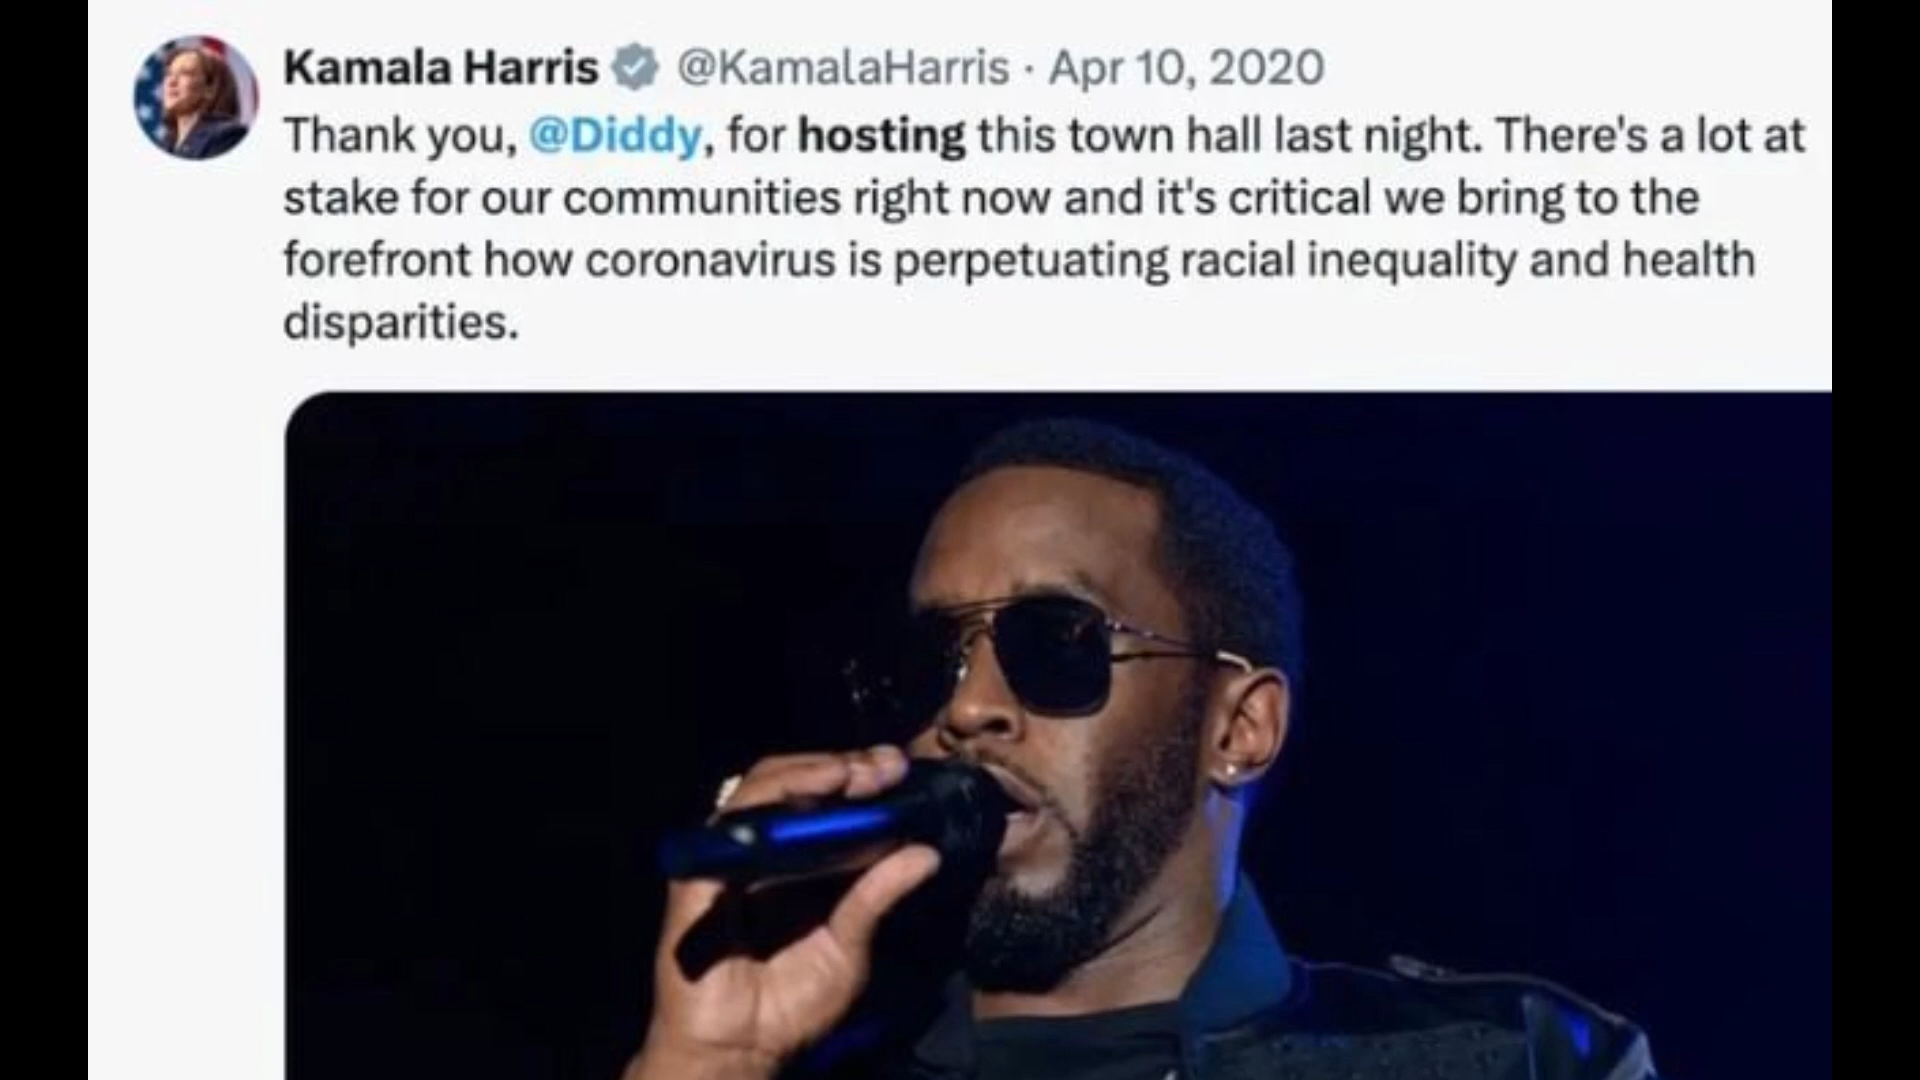 Kamala Harris @KamalaHarris · Apr 10, 2020
Thank you, @Diddy, for hosting this town hall last night. There's a lot at
stake for our communities right now and it's critical we bring to the
forefront how coronavirus is perpetuating racial inequality and health
disparities.